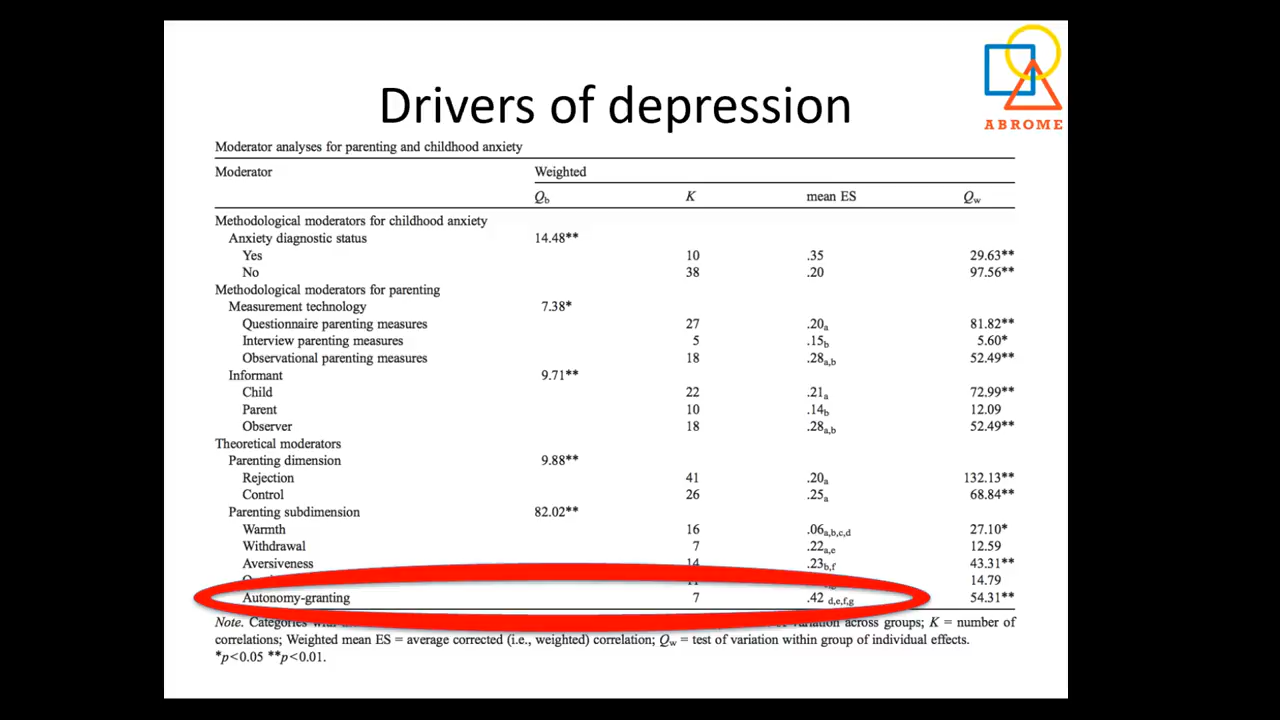 ABROME
Drivers of depression
Moderator analyses for parenting and childhood anxiety
Moderator Weighted
Qb K mean ES Qw
Methodological moderators for childhood anxiety
Anxiety diagnostic status 14.48**
Yes 10 .35 29.63**
No 38 .20 97.56**
Methodological moderators for parenting
Measurement technology 7.38*
Questionnaire parenting measures 27 .20a 81.82**
Interview parenting measures 5 .15b 5.60*
Observational parenting measures 18 .28a,b 52.49**
Informant 9.71**
Child 22 .21a 72.99**
Parent 10 .14b 12.09
Observer 18 .28a,b 52.49**
Theoretical moderators
Parenting dimension 9.88**
Rejection 41 .20a 132.13**
Control 26 .25a 68.84**
Parenting subdimension 82.02**
Warmth 16 .06a,b,c,d 27.10*
Withdrawal 7 .22a,e 12.59
Aversiveness 14 .23b,f 43.31**
11 14.79
Autonomy-granting 7 .42 d,e,f,g 54.31**
Note. Categories of variation across groups; K = number of
correlations; Weighted mean ES = average corrected (i.e., weighted) correlation; Qw = test of variation within group of individual effects.
*p<0.05 **p<0.01.